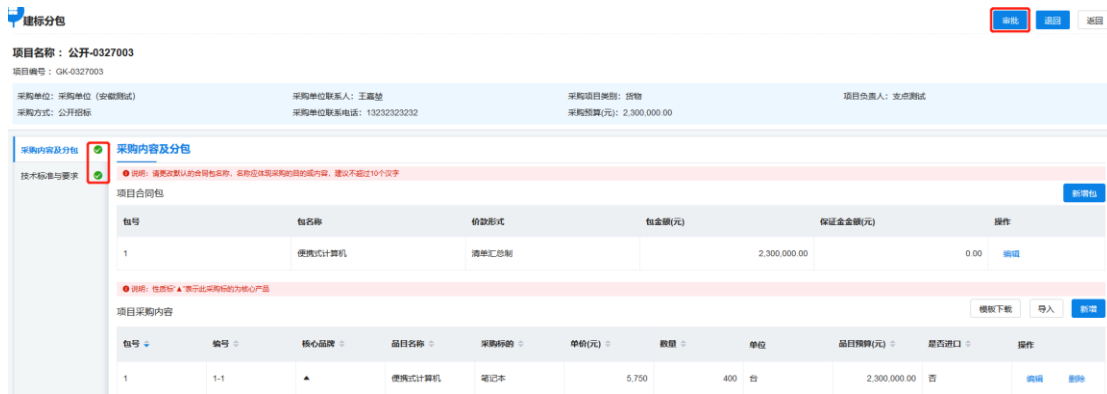 建标分包 审批 退回 返回
项目名称： 公开-0327003
项目编号： GK-0327003
采购单位：采购单位（安徽测试） 采购单位联系人：王嘉堃 采购项目类别：货物 项目负责人：支点测试
采购方式：公开招标 采购单位联系电话：13232323232 采购预算(元)：2,300,000.00
采购内容及分包 采购内容及分包
技术标准与要求 说明：请更改默认的合同包名称，名称应体现采购的目的或内容，建议不超过10个汉字
项目合同包 新增包
包号 包名称 价款形式 包金额(元) 保证金金额(元) 操作
1 便携式计算机 清单汇总制 2,300,000.00 0.00 编辑
说明：性质标"▲"表示此采购标的为核心产品
项目采购内容 模板下载 导入 新增
包号 编号 核心品牌 品目名称 采购标的 单价(元) 数量 单位 品目预算(元) 是否进口 操作
1 1-1 ▲ 便携式计算机 笔记本 5,750 400 台 2,300,000.00 否 编辑 删除